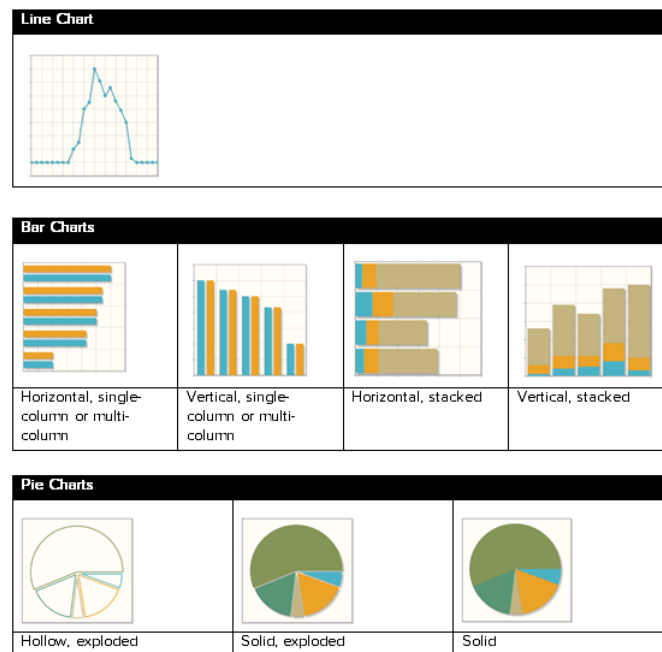 Line Chart
Bar Charts
Horizontal, single-
column or multi-
column
Vertical, single-
column or multi-
column
Horizontal, stacked
Vertical, stacked
Pie Charts
Hollow, exploded
Solid, exploded
Solid